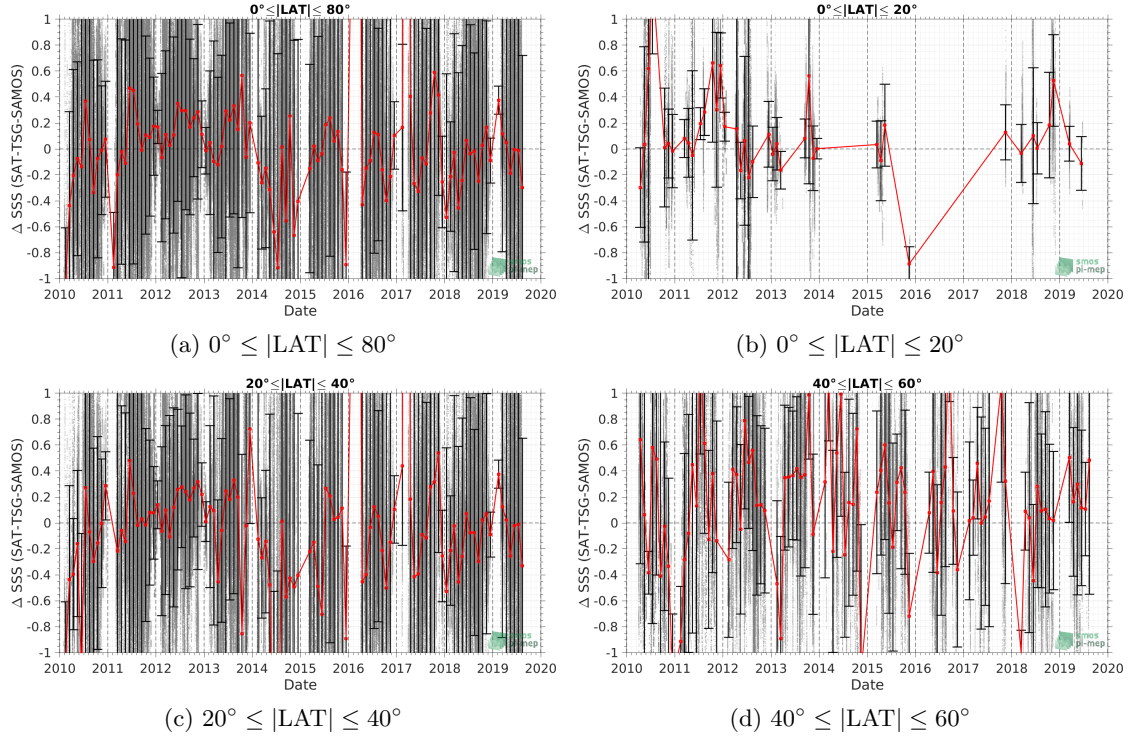 0°≤|LAT|≤ 80°
Δ SSS (SAT-TSG-SAMOS)
1
0.8
0.6
0.4
0.2
0
-0.2
-0.4
-0.6
-0.8
-1
2010 2011 2012 2013 2014 2015 2016 2017 2018 2019 2020
Date
smos
pi-mep
(a) 0° ≤ |LAT| ≤ 80°
0°≤|LAT|≤ 20°
Δ SSS (SAT-TSG-SAMOS)
1
0.8
0.6
0.4
0.2
0
-0.2
-0.4
-0.6
-0.8
-1
2010 2011 2012 2013 2014 2015 2016 2017 2018 2019 2020
Date
smos
pi-mep
(b) 0° ≤ |LAT| ≤ 20°
20°≤|LAT|≤ 40°
Δ SSS (SAT-TSG-SAMOS)
1
0.8
0.6
0.4
0.2
0
-0.2
-0.4
-0.6
-0.8
-1
2010 2011 2012 2013 2014 2015 2016 2017 2018 2019 2020
Date
smos
pi-mep
(c) 20° ≤ |LAT| ≤ 40°
40°≤|LAT|≤ 60°
Δ SSS (SAT-TSG-SAMOS)
1
0.8
0.6
0.4
0.2
0
-0.2
-0.4
-0.6
-0.8
-1
2010 2011 2012 2013 2014 2015 2016 2017 2018 2019 2020
Date
smos
pi-mep
(d) 40° ≤ |LAT| ≤ 60°